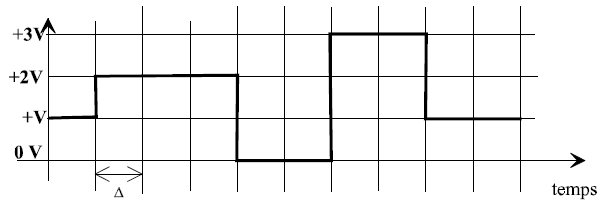 +3V
+2V
+V
0 V
Δ
temps